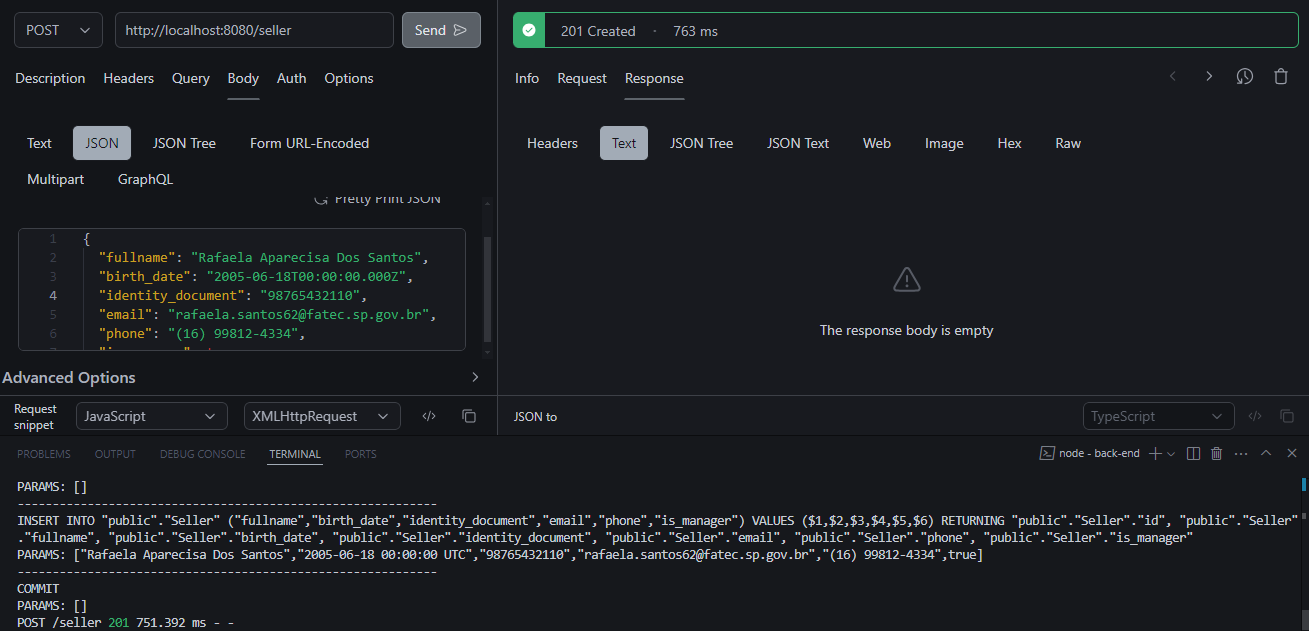 POST
http://localhost:8080/seller
Send
Description Headers Query Body Auth Options
Text JSON JSON Tree Form URL-Encoded
Multipart GraphQL
Pretty Print JSON
1 {
2 "fullname": "Rafaela Aparecisa Dos Santos",
3 "birth_date": "2005-06-18T00:00:00.000Z",
4 "identity_document": "98765432110",
5 "email": "rafaela.santos62@fatec.sp.gov.br",
6 "phone": "(16) 99812-4334",
Advanced Options
Request
snippet
JavaScript
XMLHttpRequest
201 Created · 763 ms
Info Request Response
Headers Text JSON Tree JSON Text Web Image Hex Raw
The response body is empty
JSON to
TypeScript
PROBLEMS OUTPUT DEBUG CONSOLE TERMINAL PORTS
node - back-end
PARAMS: []
------------------------------------------------------
INSERT INTO "public"."Seller" ("fullname","birth_date","identity_document","email","phone","is_manager") VALUES ($1,$2,$3,$4,$5,$6) RETURNING "public"."Seller"."id", "public"."Seller"
."fullname", "public"."Seller"."birth_date", "public"."Seller"."identity_document", "public"."Seller"."email", "public"."Seller"."phone", "public"."Seller"."is_manager"
PARAMS: ["Rafaela Aparecisa Dos Santos","2005-06-18 00:00:00 UTC","98765432110","rafaela.santos62@fatec.sp.gov.br","(16) 99812-4334",true]
------------------------------------------------------
COMMIT
PARAMS: []
POST /seller 201 751.392 ms - -